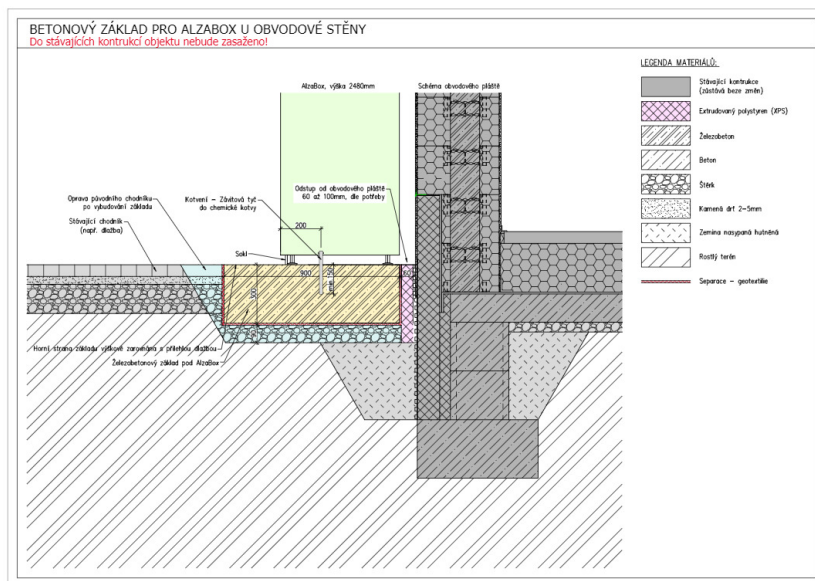 BETONOVÝ ZÁKLAD PRO ALZABOX U OBVODOVÉ STĚNY
Do stávajících kontrukcí objektu nebude zasaženo!
LEGENDA MATERIÁLŮ:
AlzaBox, výška 2480mm
Schéma obvodového pláště
Stávající kontrukce
(zůstává beze změn)
Extrudovaný polystyren (XPS)
Železobeton
Beton
Štěrk
Kamená drť 2-5mm
Zemina nasypaná hutněná
Rostlý terén
Separace - geotextilie
Oprava původního chodníku
po vybudování základu
Stávající chodník
(např. dlažba)
Kotvení - Závitová tyč
do chemické kotvy
Odstup od obvodového pláště
60 až 100mm, dle potřeby
200
Sokl
900
60
300
Horní strana základu výškově zarovnána s přilehlou dlažbou
Železobetonový základ pod AlzaBox